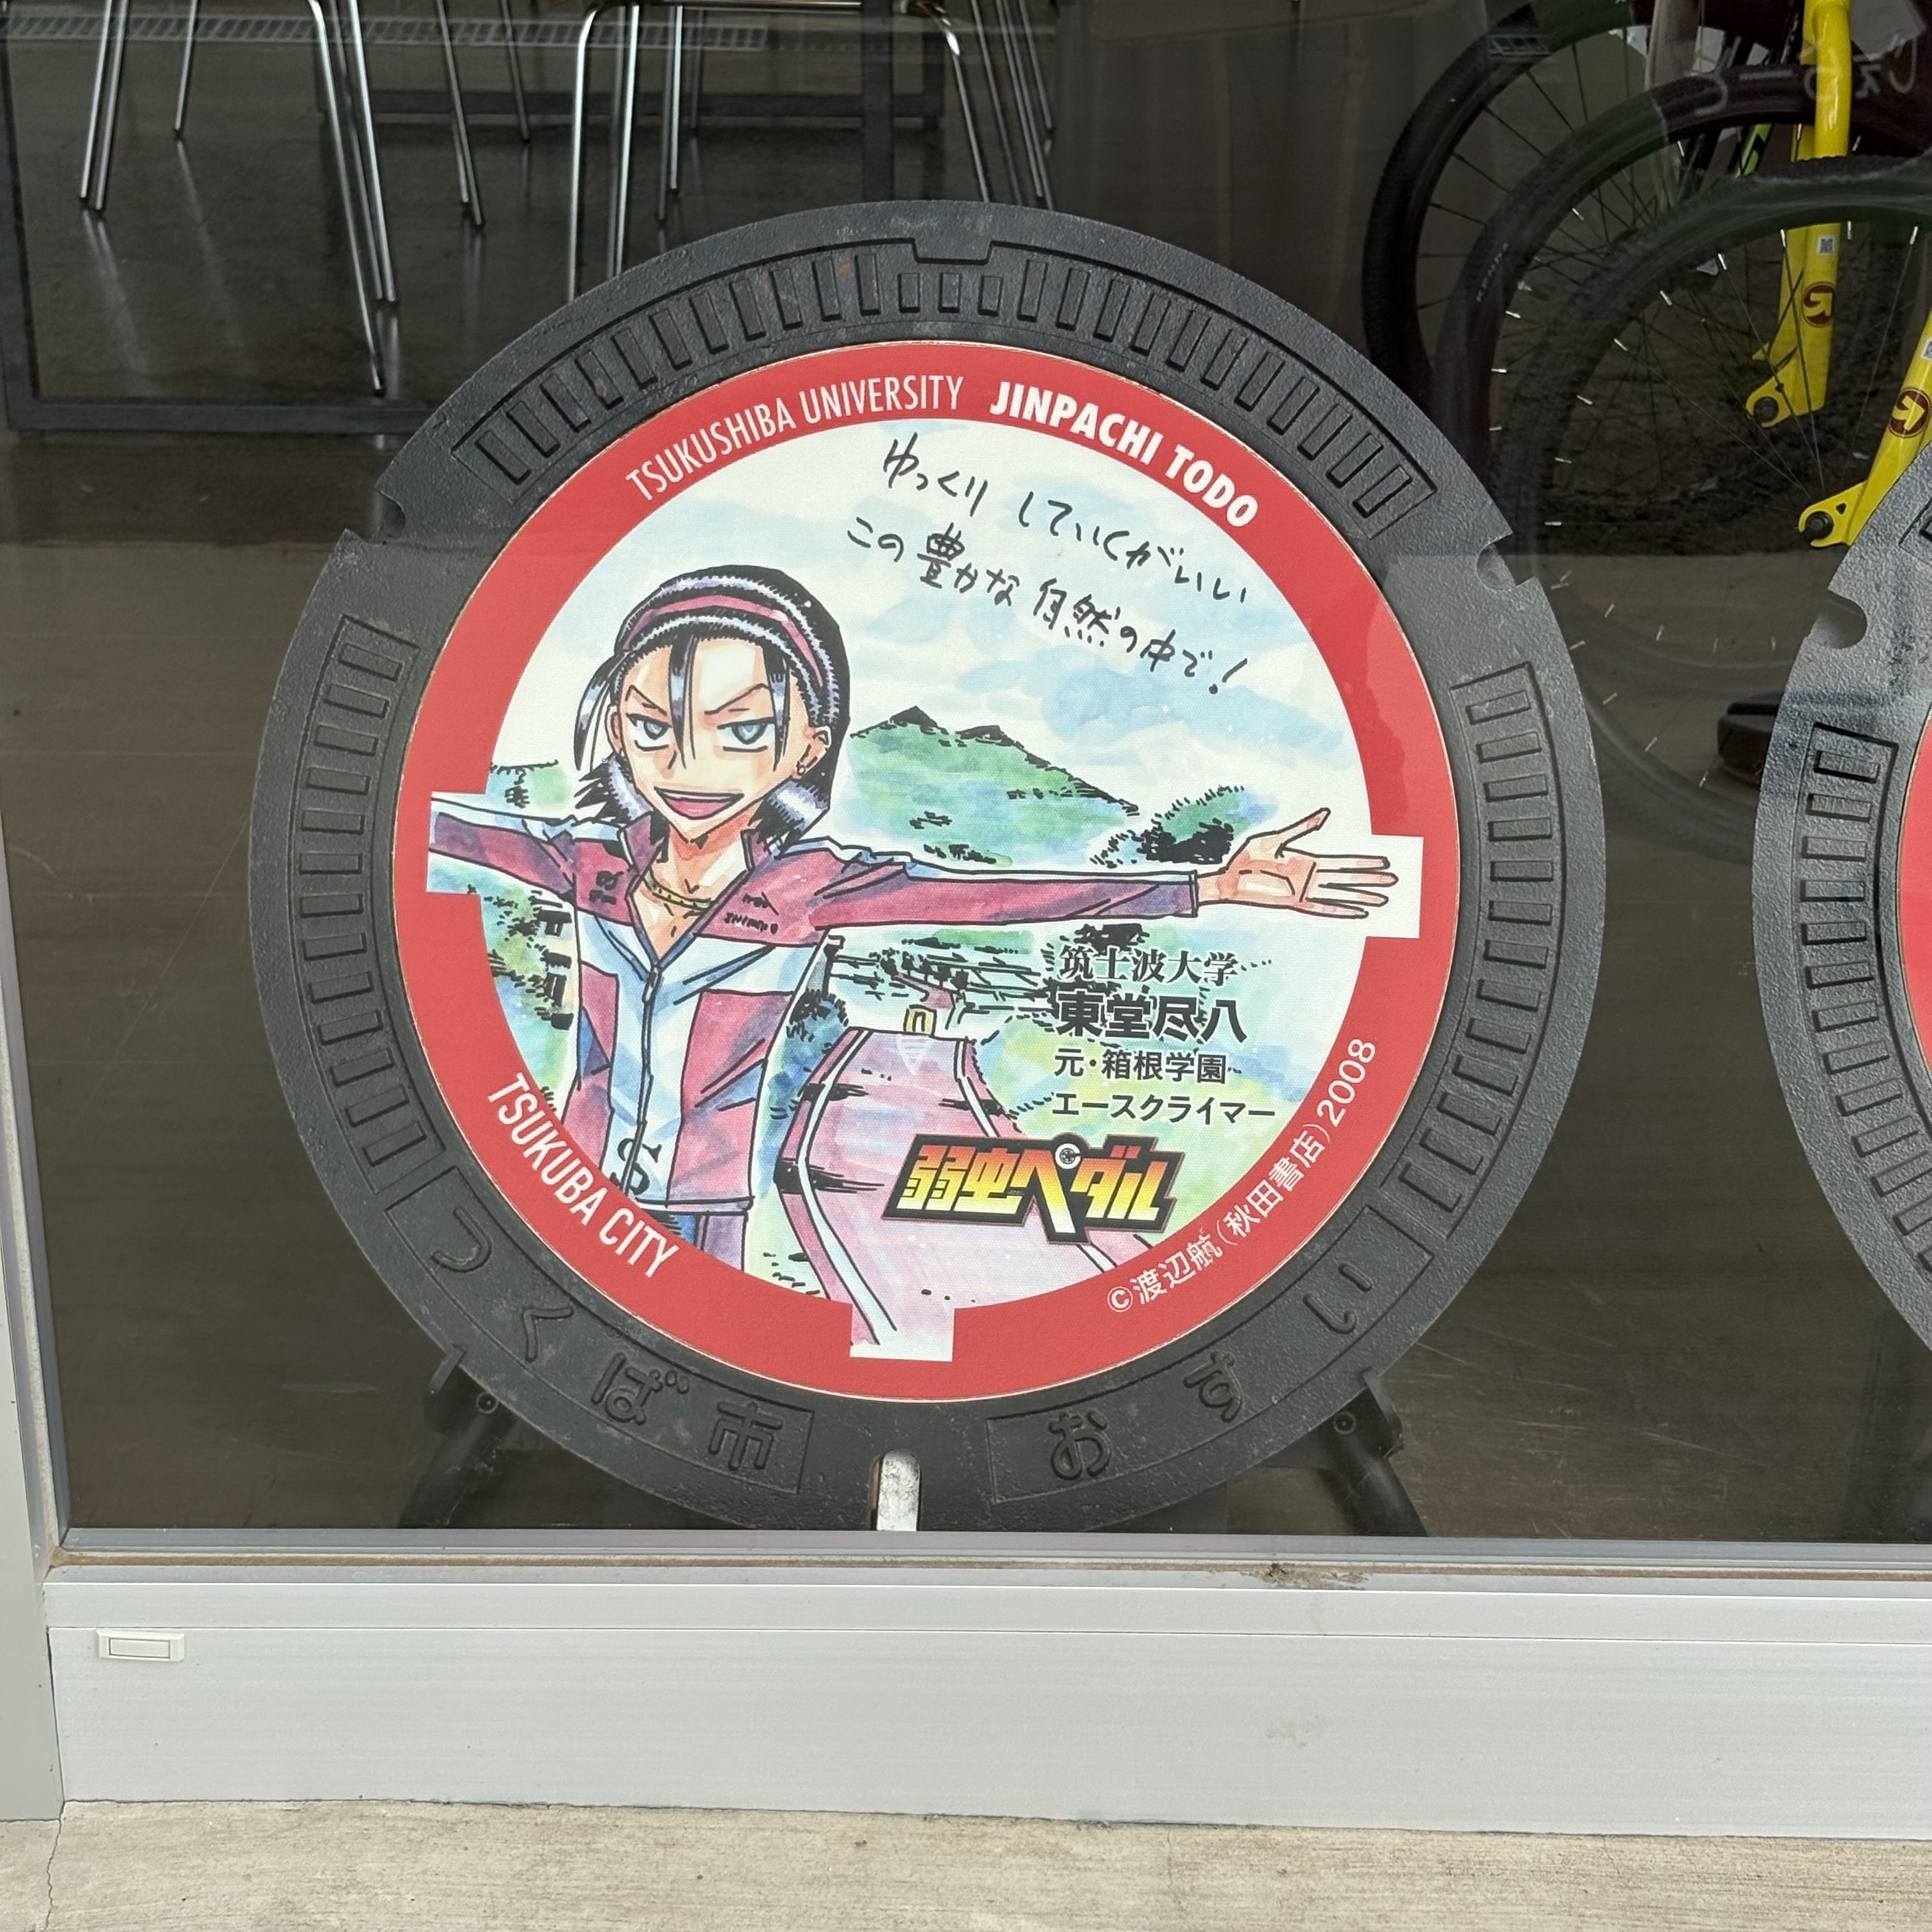 TSUKUSHIBA UNIVERSITY JINPACHI TODO
ゆっくりしていくがいい
この豊かな自然の中で!
筑士波大学
東堂尽八
元・箱根学園
エースクライマー
弱虫ペダル
TSUKUBA CITY
©渡辺航(秋田書店)2008
つくば市
おすい